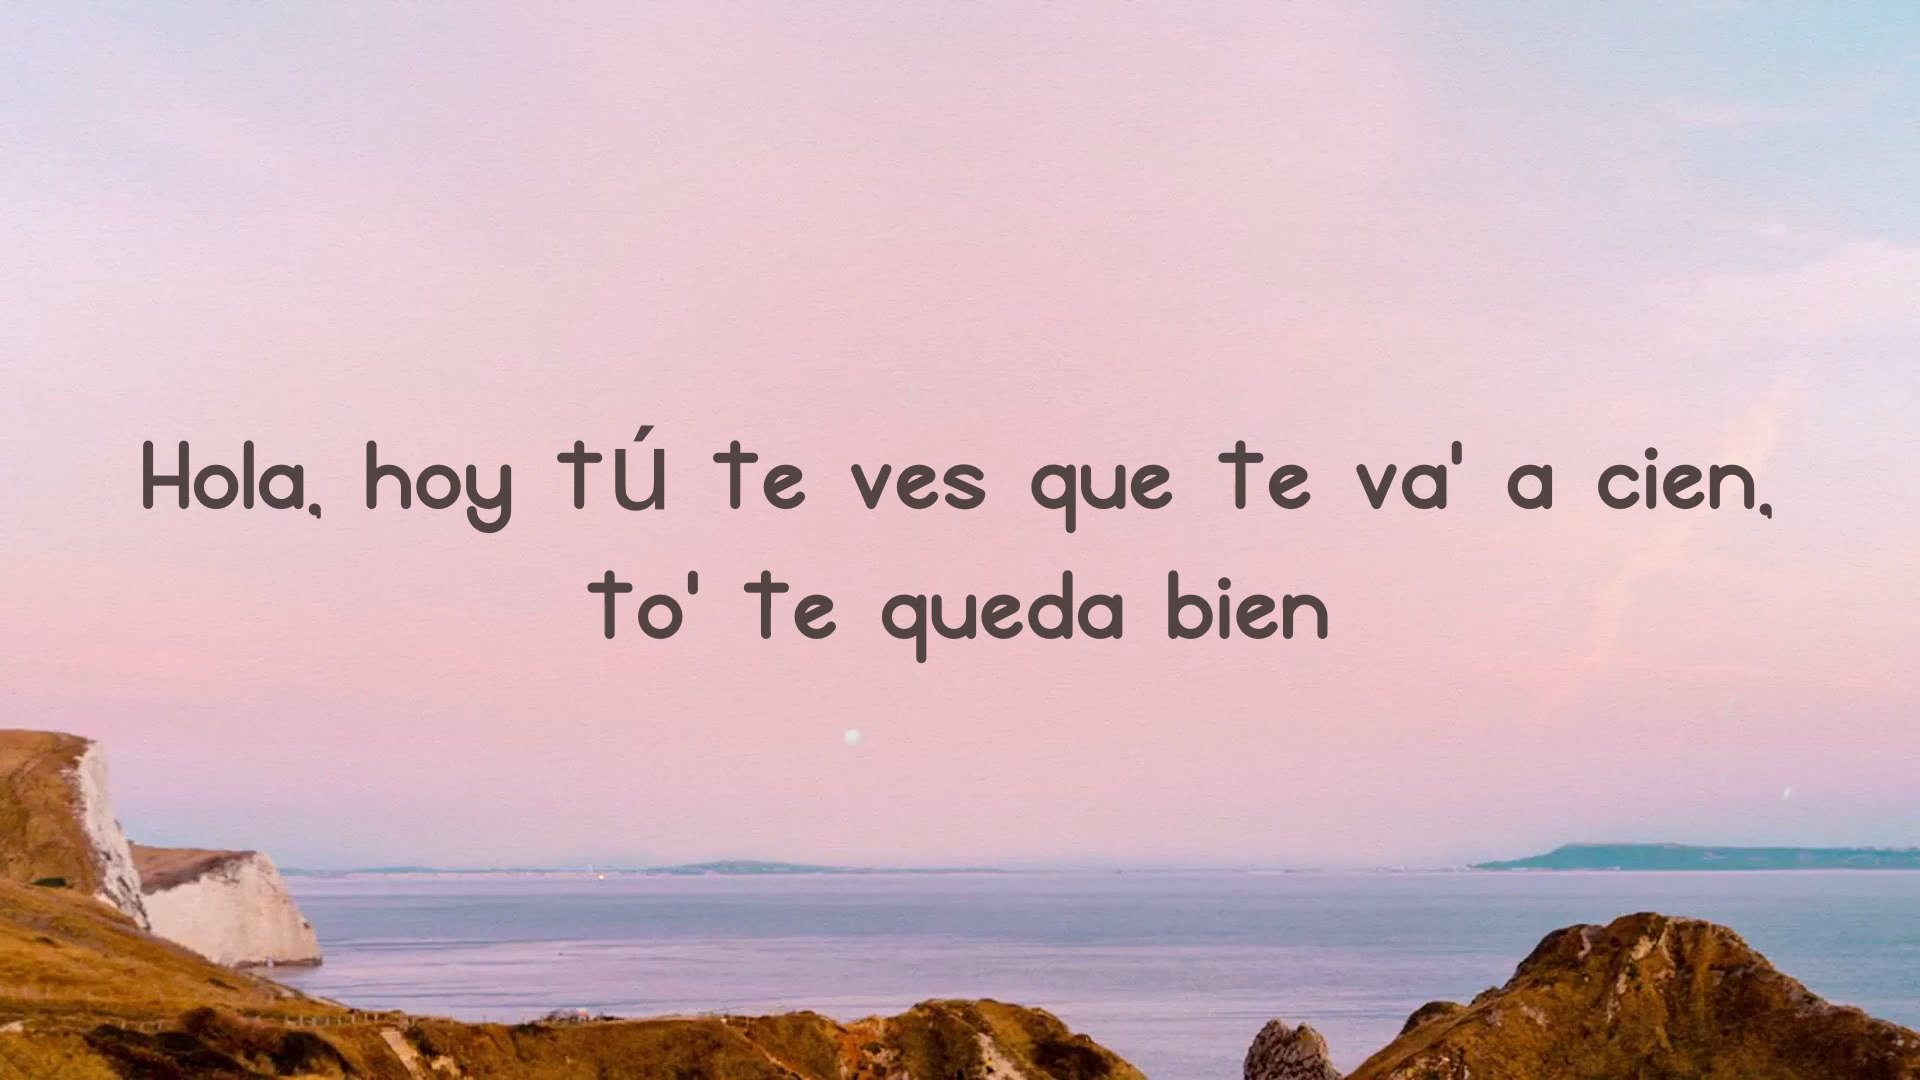 Hola, hoy tÚ te ves que te va' a cien,
to' te queda bien